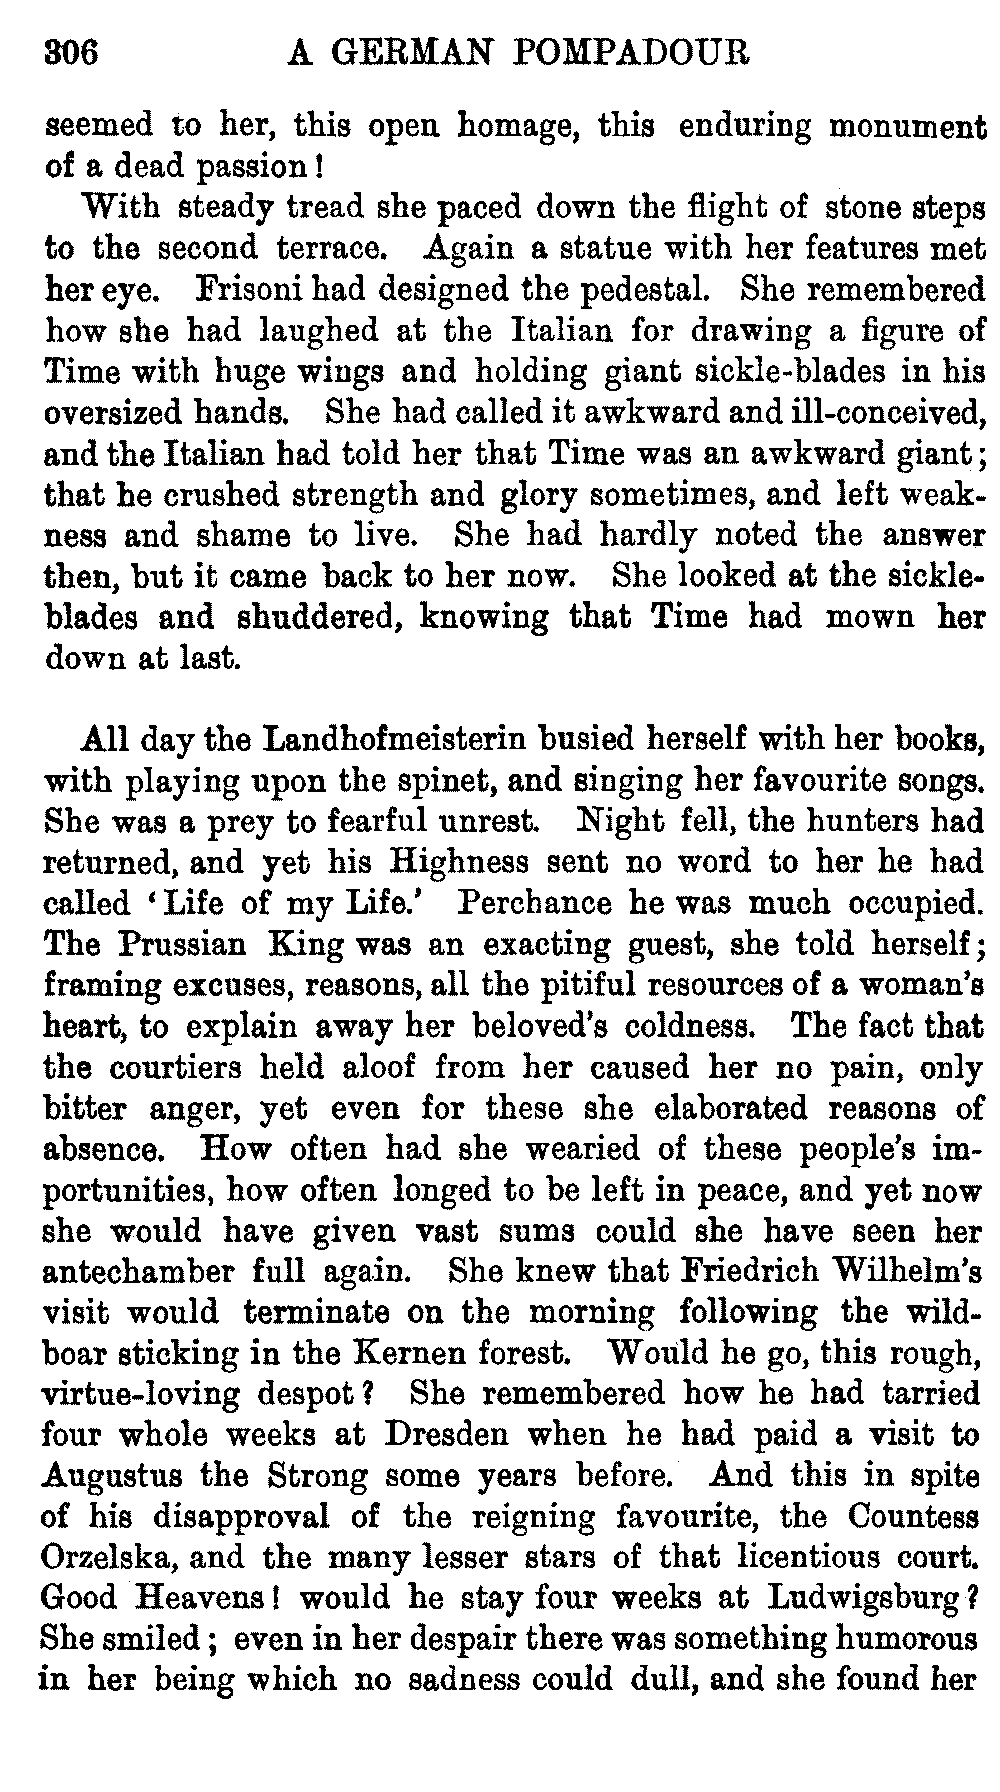 306 A GERMAN POMPADOUR
seemed to her, this open homage, this enduring monument
of a dead passion!
With steady tread she paced down the flight of stone steps
to the second terrace. Again a statue with her features met
her eye. Frisoni had designed the pedestal. She remembered
how she had laughed at the Italian for drawing a figure of
Time with huge wings and holding giant sickle-blades in his
oversized hands. She had called it awkward and ill-conceived,
and the Italian had told her that Time was an awkward giant;
that he crushed strength and glory sometimes, and left weak-
ness and shame to live. She had hardly noted the answer
then, but it came back to her now. She looked at the sickle-
blades and shuddered, knowing that Time had mown her
down at last.
All day the Landhofmeisterin busied herself with her books,
with playing upon the spinet, and singing her favourite songs.
She was a prey to fearful unrest. Night fell, the hunters had
returned, and yet his Highness sent no word to her he had
called 'Life of my Life.' Perchance he was much occupied.
The Prussian King was an exacting guest, she told herself;
framing excuses, reasons, all the pitiful resources of a woman's
heart, to explain away her beloved's coldness. The fact that
the courtiers held aloof from her caused her no pain, only
bitter anger, yet even for these she elaborated reasons of
absence. How often had she wearied of these people's im-
portunities, how often longed to be left in peace, and yet now
she would have given vast sums could she have seen her
antechamber full again. She knew that Friedrich Wilhelm's
visit would terminate on the morning following the wild-
boar sticking in the Kernen forest. Would he go, this rough,
virtue-loving despot? She remembered how he had tarried
four whole weeks at Dresden when he had paid a visit to
Augustus the Strong some years before. And this in spite
of his disapproval of the reigning favourite, the Countess
Orzelska, and the many lesser stars of that licentious court.
Good Heavens! would he stay four weeks at Ludwigsburg?
She smiled; even in her despair there was something humorous
in her being which no sadness could dull, and she found her